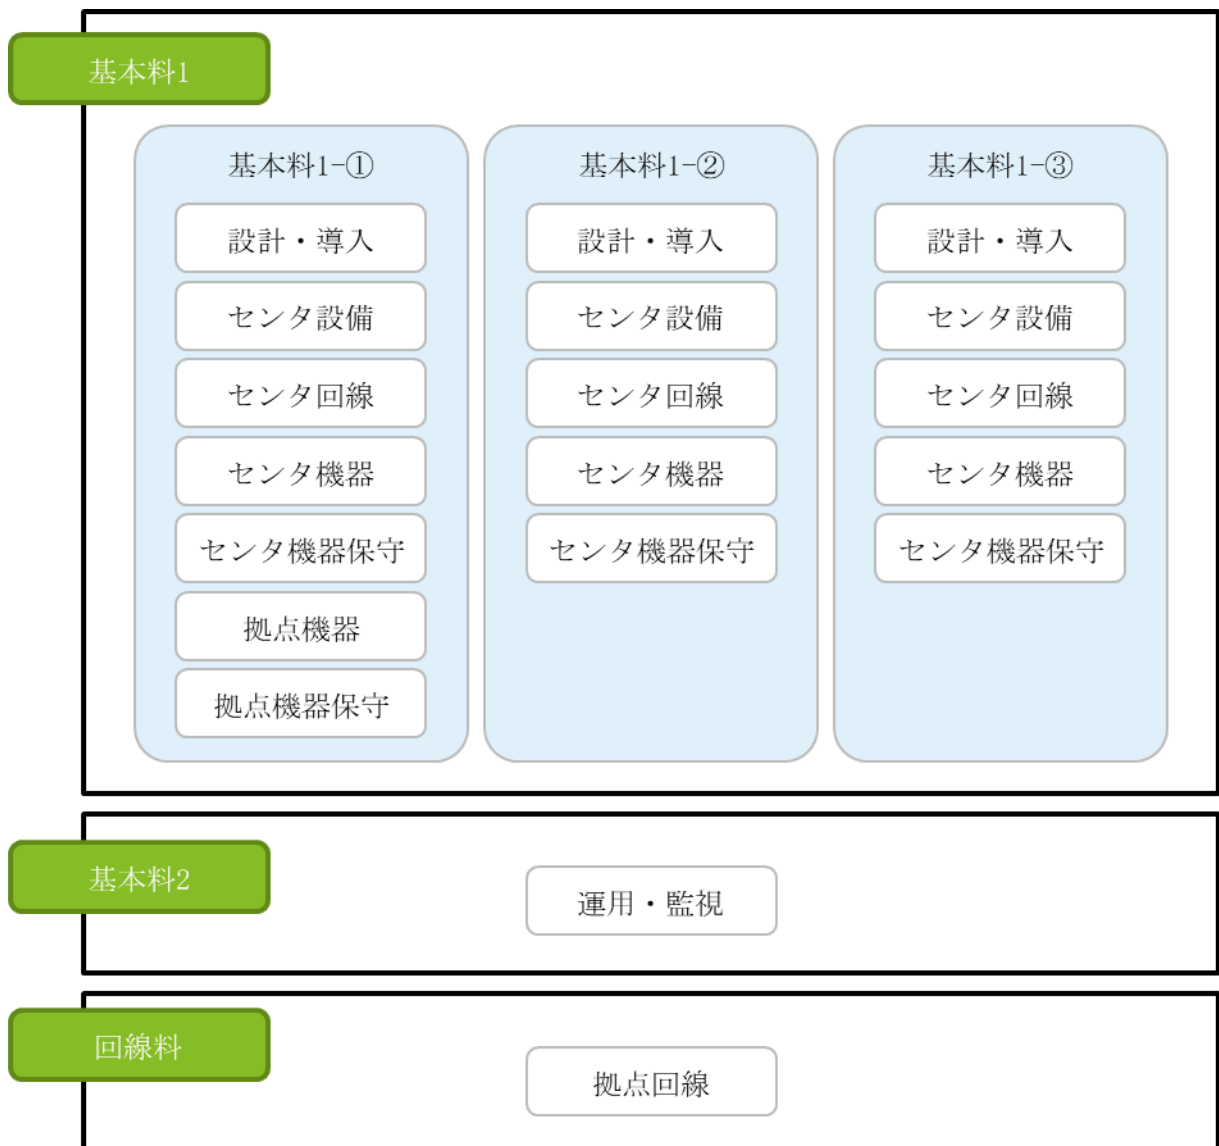 基本料1
基本料1-①
設計・導入
センタ設備
センタ回線
センタ機器
センタ機器保守
拠点機器
拠点機器保守
基本料1-②
設計・導入
センタ設備
センタ回線
センタ機器
センタ機器保守
基本料1-③
設計・導入
センタ設備
センタ回線
センタ機器
センタ機器保守
基本料2
運用・監視
回線料
拠点回線